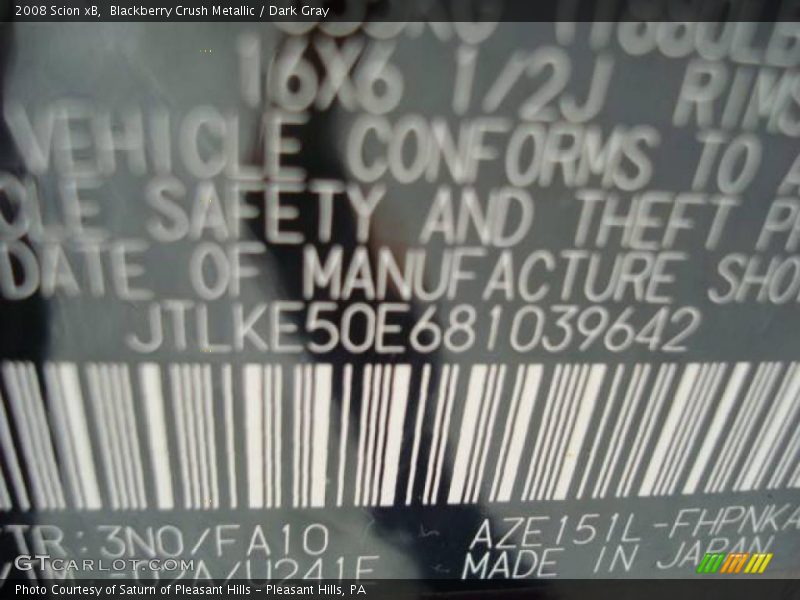 2008 Scion xB, Blackberry Crush Metallic / Dark Gray
16X6 1/2J RIMS
VEHICLE CONFORMS TO
SAFETY AND THEFT
DATE OF MANUFACTURE
JTLKE50E681039642
TR: 3N0/FA10
AZE151L-FHPNKA
MADE IN JAPAN
GTCARLOT.COM
Photo Courtesy of Saturn of Pleasant Hills - Pleasant Hills, PA